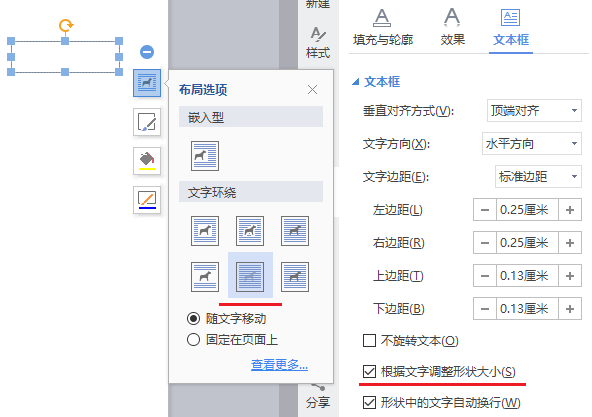 新建
样式
填充与轮廓
效果
文本框
布局选项
嵌入型
文字环绕
随文字移动
固定在页面上
查看更多...
分享
文本框
垂直对齐方式(V):
顶端对齐
文字方向(X):
水平方向
文字边距(E):
标准边距
左边距(L)
0.25厘米
右边距(R)
0.25厘米
上边距(T)
0.13厘米
下边距(B)
0.13厘米
不旋转文本(O)
根据文字调整形状大小(S)
形状中的文字自动换行(W)